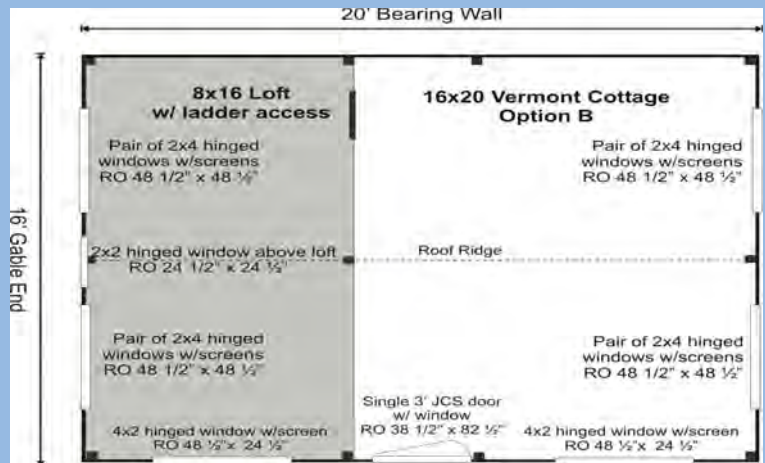 20' Bearing Wall
16' Gable End
8x16 Loft
w/ ladder access
16x20 Vermont Cottage
Option B
Pair of 2x4 hinged
windows w/screens
RO 48 1/2" x 48 ½"
Pair of 2x4 hinged
windows w/screens
RO 48 1/2" x 48 ½"
2x2 hinged window above loft
RO 24 1/2" x 24 ½"
Roof Ridge
Pair of 2x4 hinged
windows w/screens
RO 48 1/2" x 48 ½"
Pair of 2x4 hinged
windows w/screens
RO 48 1/2" x 48 ½"
4x2 hinged window w/screen
RO 48 ½"x 24 ½"
Single 3' JCS door
w/ window
RO 38 1/2" x 82 ½"
4x2 hinged window w/screen
RO 48 ½"x 24 ½"